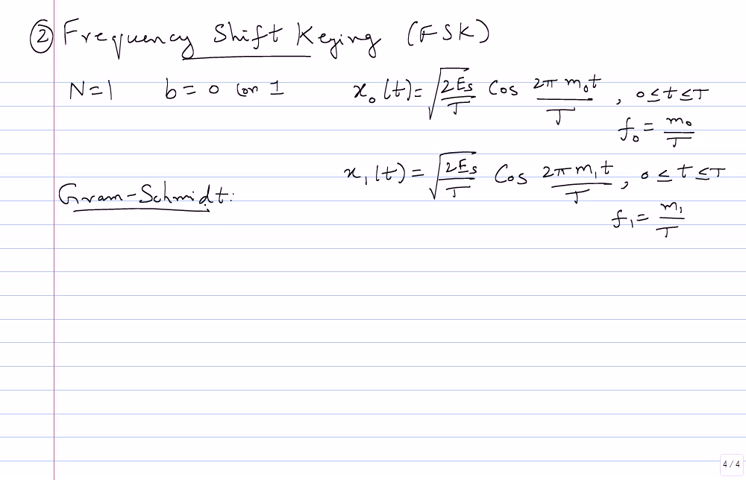 ② Frequency Shift Keying (FSK)
N=1 b = 0 (or) 1 x₀(t) = √(2Es/T) Cos 2π m₀t/T , 0≤t≤T
f₀ = m₀/T
x₁(t) = √(2Es/T) Cos 2π m₁t/T , 0≤t≤T
Gram-Schmidt:
f₁ = m₁/T
4/4